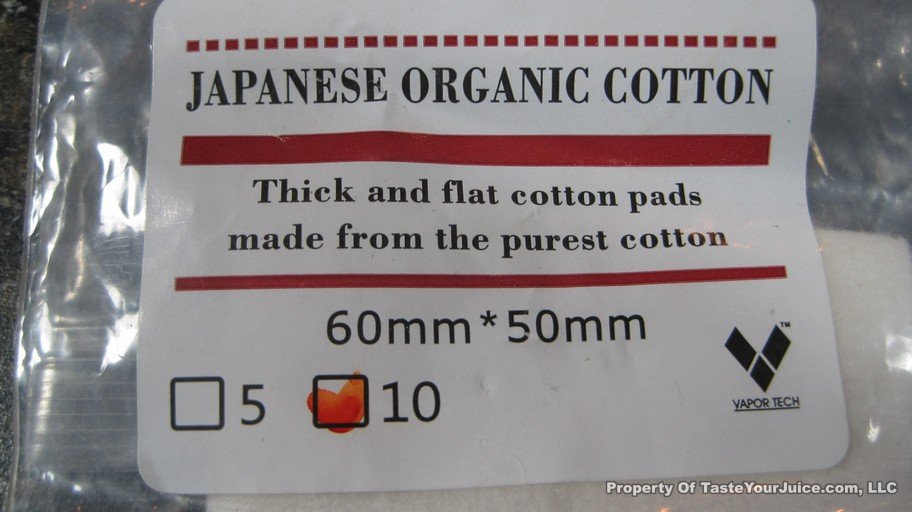 JAPANESE ORGANIC COTTON
Thick and flat cotton pads
made from the purest cotton
60mm*50mm
5 10
TM
VAPOR TECH
Property Of TasteYourJuice.com, LLC